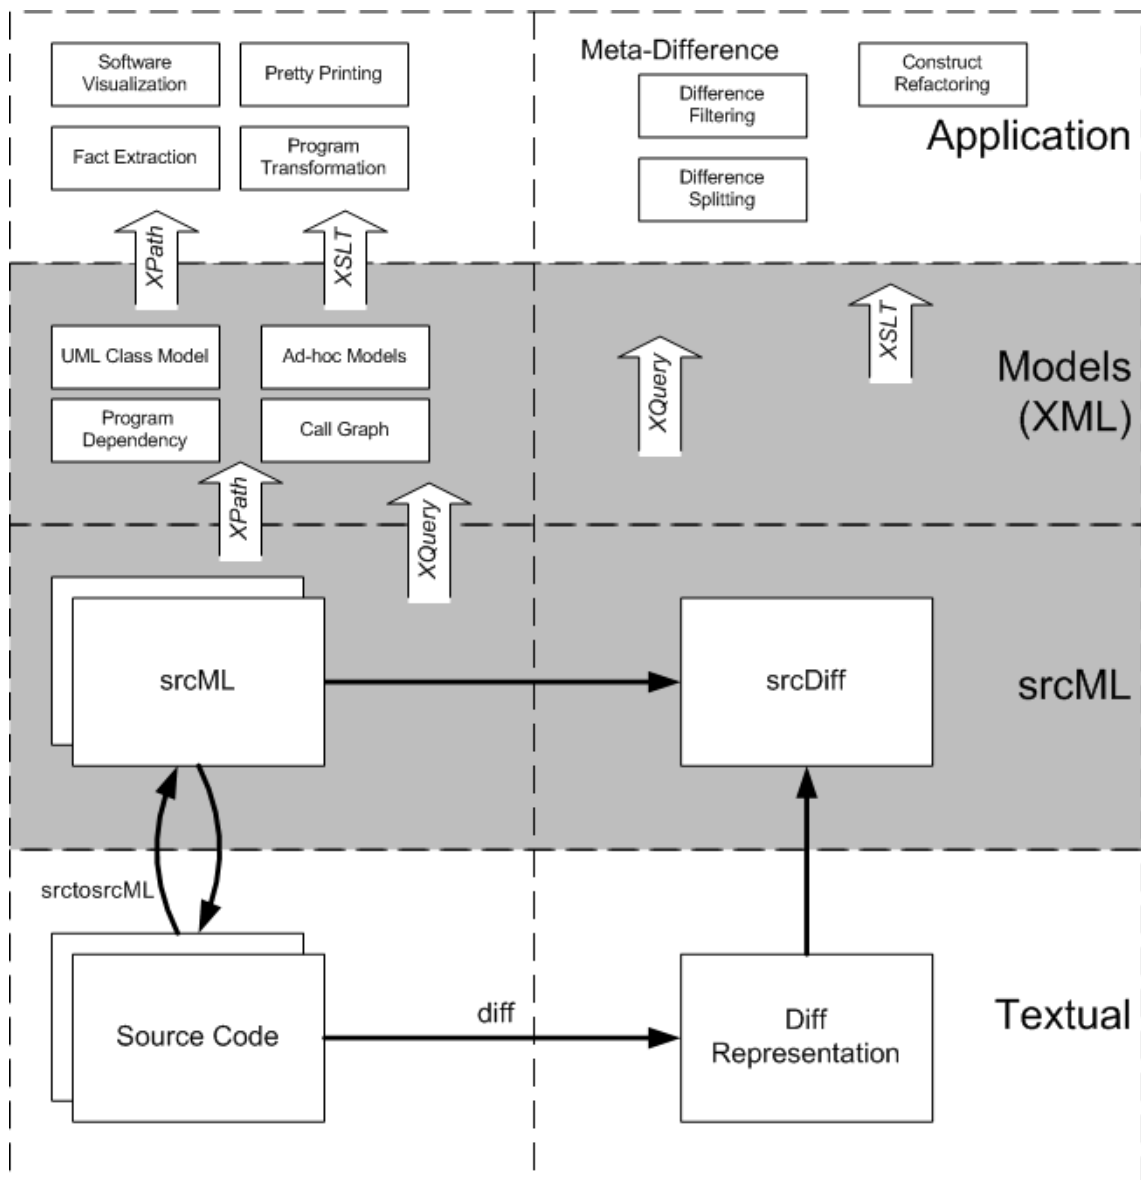 Software
Visualization
Pretty Printing
Fact Extraction
Program
Transformation
XPath
XSLT
Meta-Difference
Difference
Filtering
Difference
Splitting
Construct
Refactoring
Application
UML Class Model
Ad-hoc Models
Program
Dependency
Call Graph
XPath
XQuery
XQuery
XSLT
Models
(XML)
srcML
srcDiff
srcML
srctosrcML
Source Code
diff
Diff
Representation
Textual